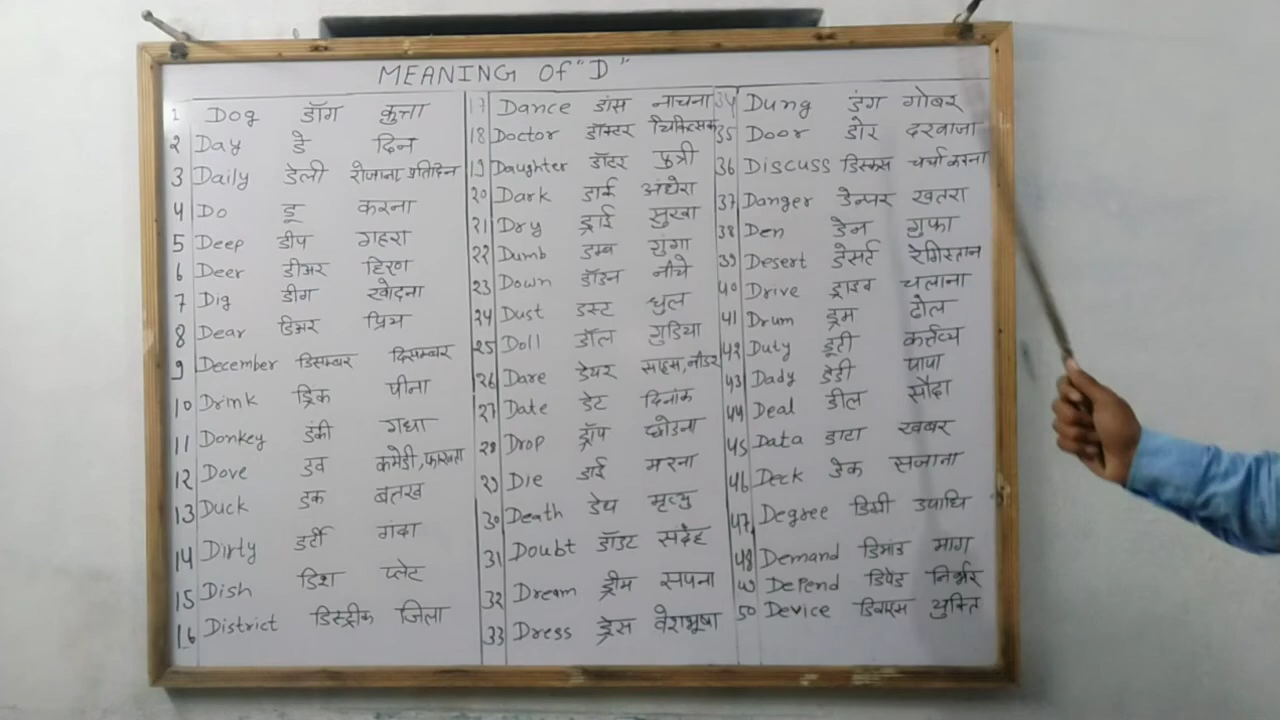 MEANING Of "D"
1 Dog डॉग कुत्ता
2 Day डे दिन
3 Daily डेली रोजाना प्रतिदिन
4 Do डू करना
5 Deep डीप गहरा
6 Deer डीअर हिरण
7 Dig डीग खोदना
8 Dear डिअर प्रिय
9 December डिसम्बर दिसम्बर
10 Drink ड्रिंक पीना
11 Donkey डंकी गधा
12 Dove डव कमेडी, फाख्ता
13 Duck डक बतख
14 Dirty डर्टी गंदा
15 Dish डिश प्लेट
16 District डिस्ट्रीक जिला
17 Dance डांस नाचना
18 Doctor डॉक्टर चिकित्सक
19 Daughter डॉटर पुत्री
20 Dark डार्क अंधेरा
21 Dry ड्राई सुखा
22 Dumb डम्ब गुंगा
23 Down डॉउन नीचे
24 Dust डस्ट धुल
25 Doll डॉल गुडिया
26 Dare डेयर साहस, नीडर
27 Date डेट दिनांक
28 Drop ड्रॉप छोडना
29 Die डाई मरना
30 Death डेथ मृत्यु
31 Doubt डॉउट संदेह
32 Dream ड्रीम सपना
33 Dress ड्रेस वेशभूषा
34 Dung डंग गोबर
35 Door डोर दरवाजा
36 Discuss डिस्कस चर्चा करना
37 Danger डेन्जर खतरा
38 Den डेन गुफा
39 Desert डेसर्ट रेगिस्तान
40 Drive ड्राइव चलाना
41 Drum ड्रम ढोल
42 Duty डूटी कर्त्तव्य
43 Dady डेडी पापा
44 Deal डील सौदा
45 Data डाटा खबर
46 Deck डेक सजाना
47 Degree डिग्री उपाधि
48 Demand डिमांड माग
49 Depend डिपेंड निर्भर
50 Device डिवाएस युक्ति